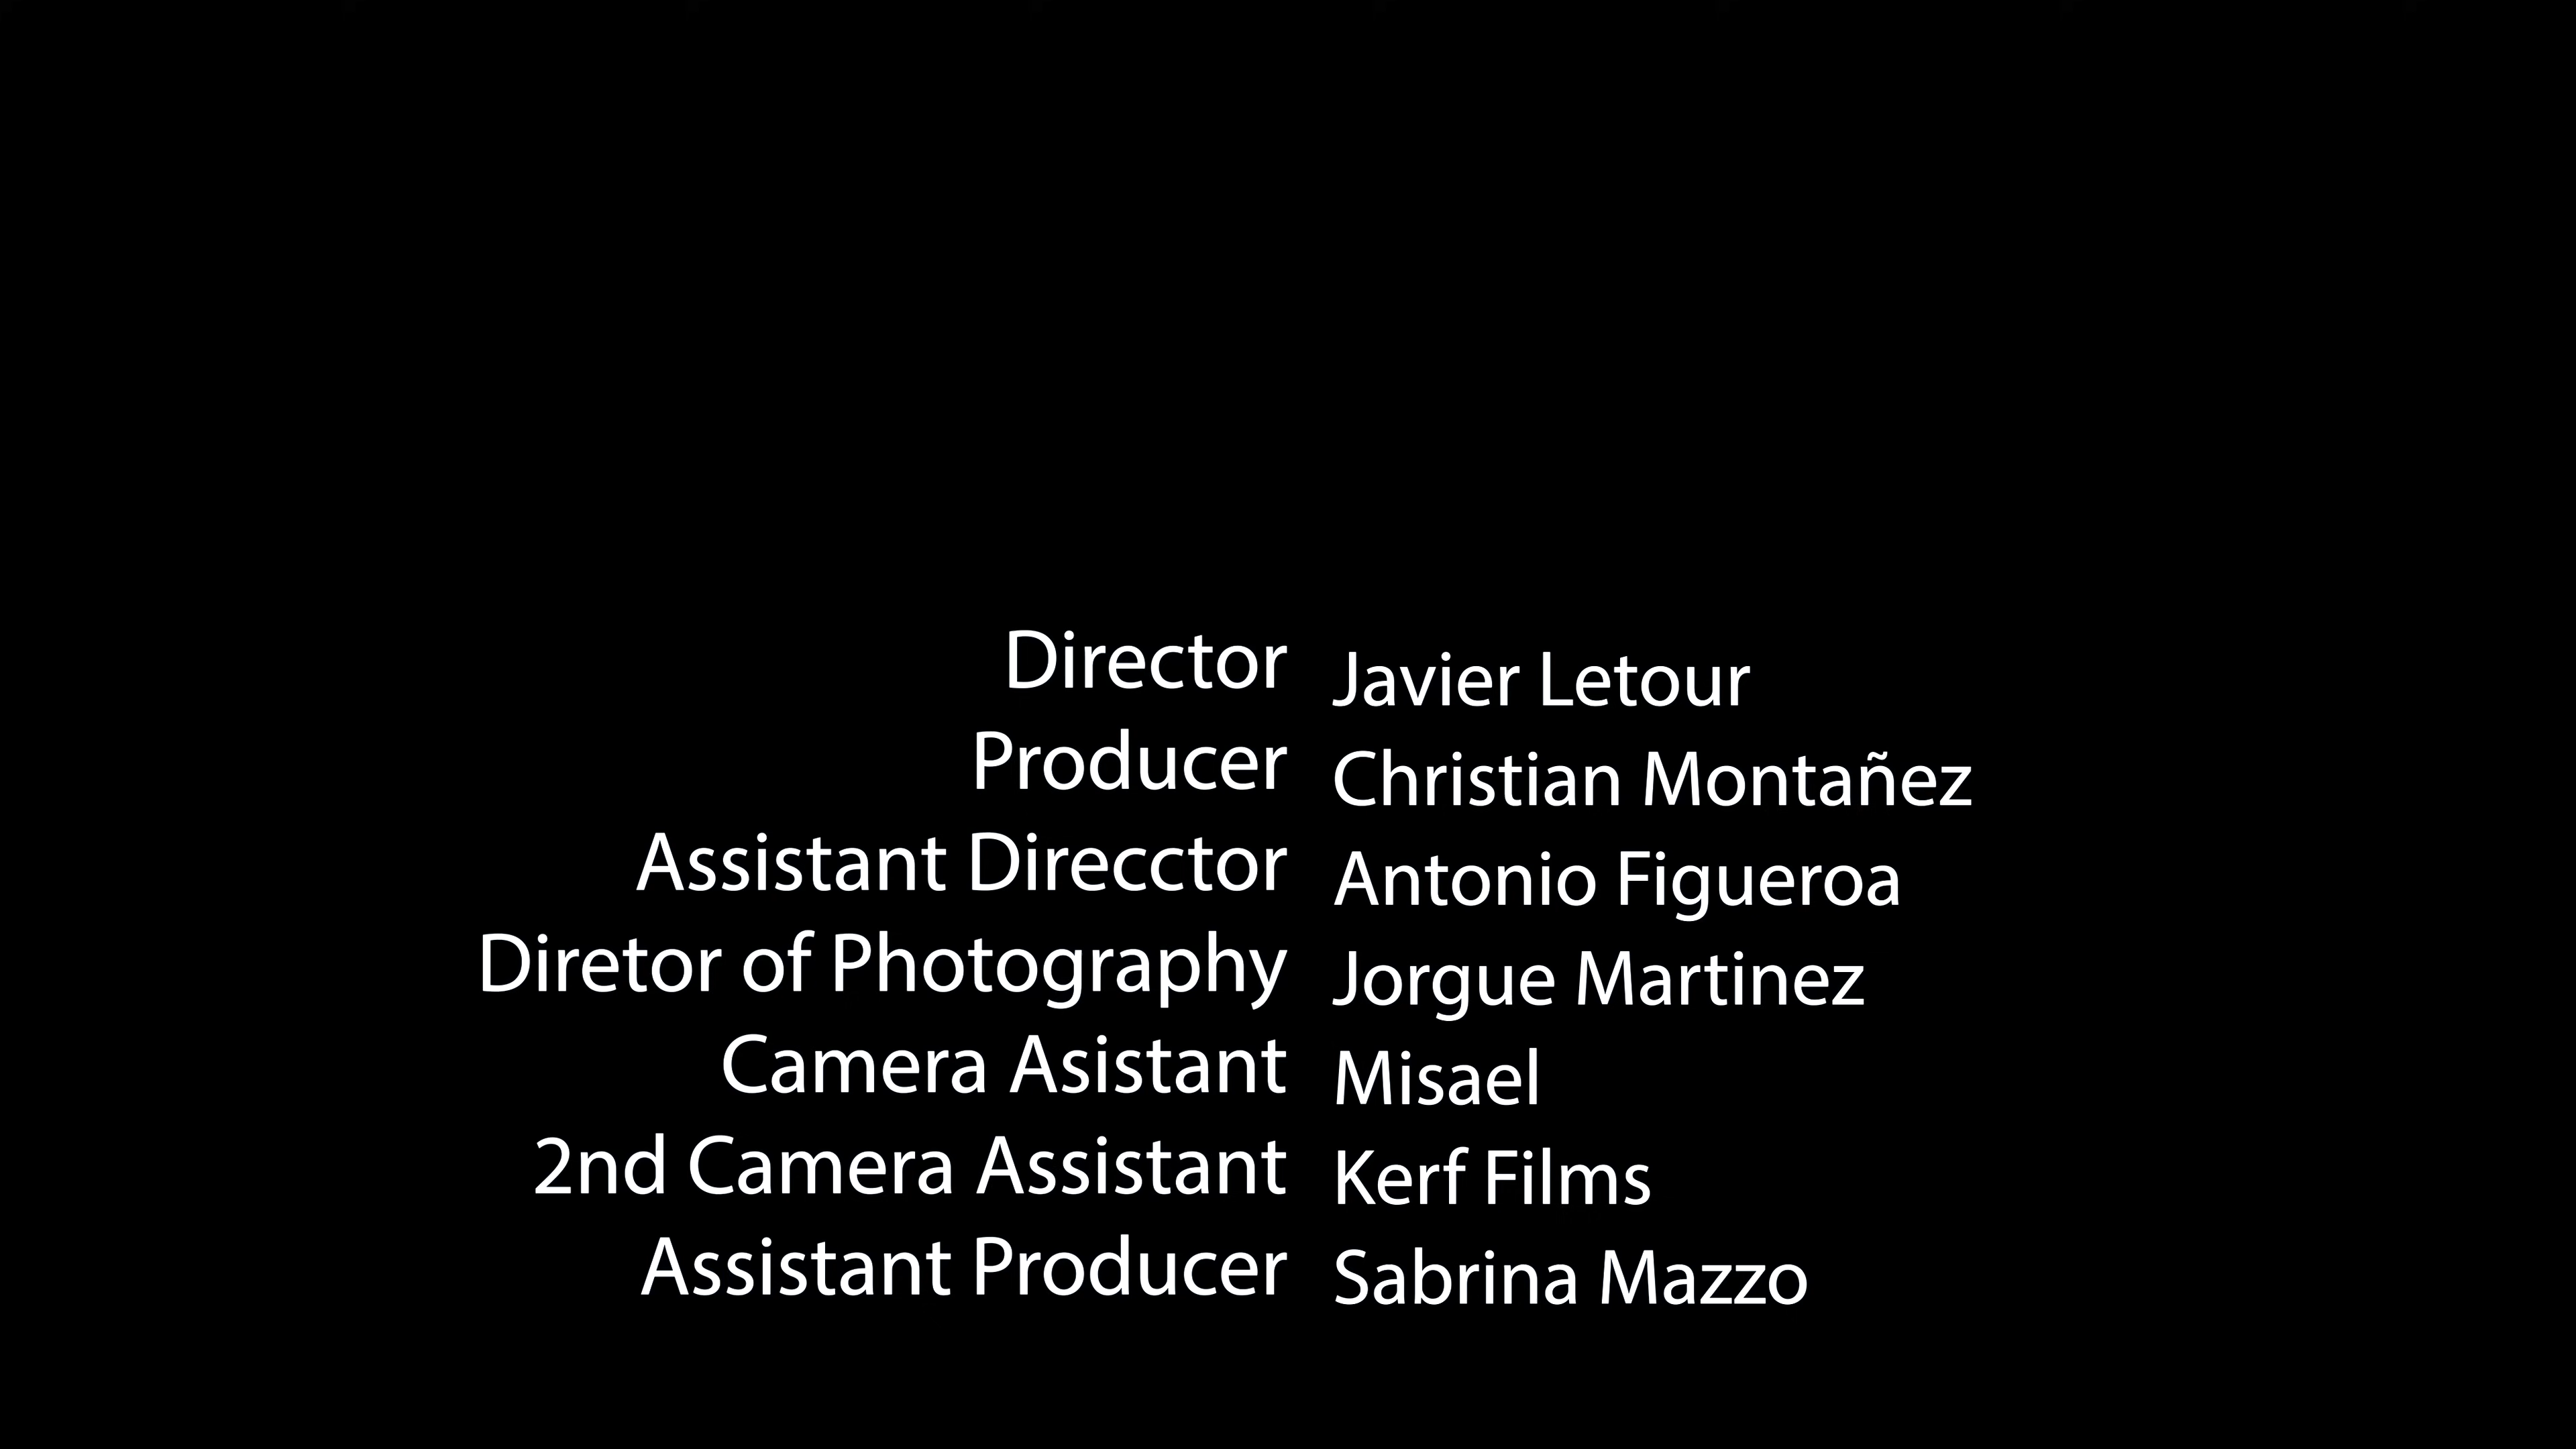 Director Javier Letour
Producer Christian Montañez
Assistant Direcctor Antonio Figueroa
Diretor of Photography Jorgue Martinez
Camera Asistant Misael
2nd Camera Assistant Kerf Films
Assistant Producer Sabrina Mazzo